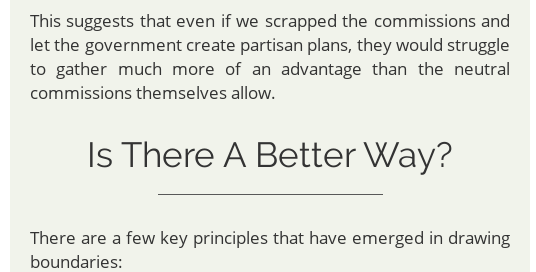 This suggests that even if we scrapped the commissions and
let the government create partisan plans, they would struggle
to gather much more of an advantage than the neutral
commissions themselves allow.
Is There A Better Way?
There are a few key principles that have emerged in drawing
boundaries: